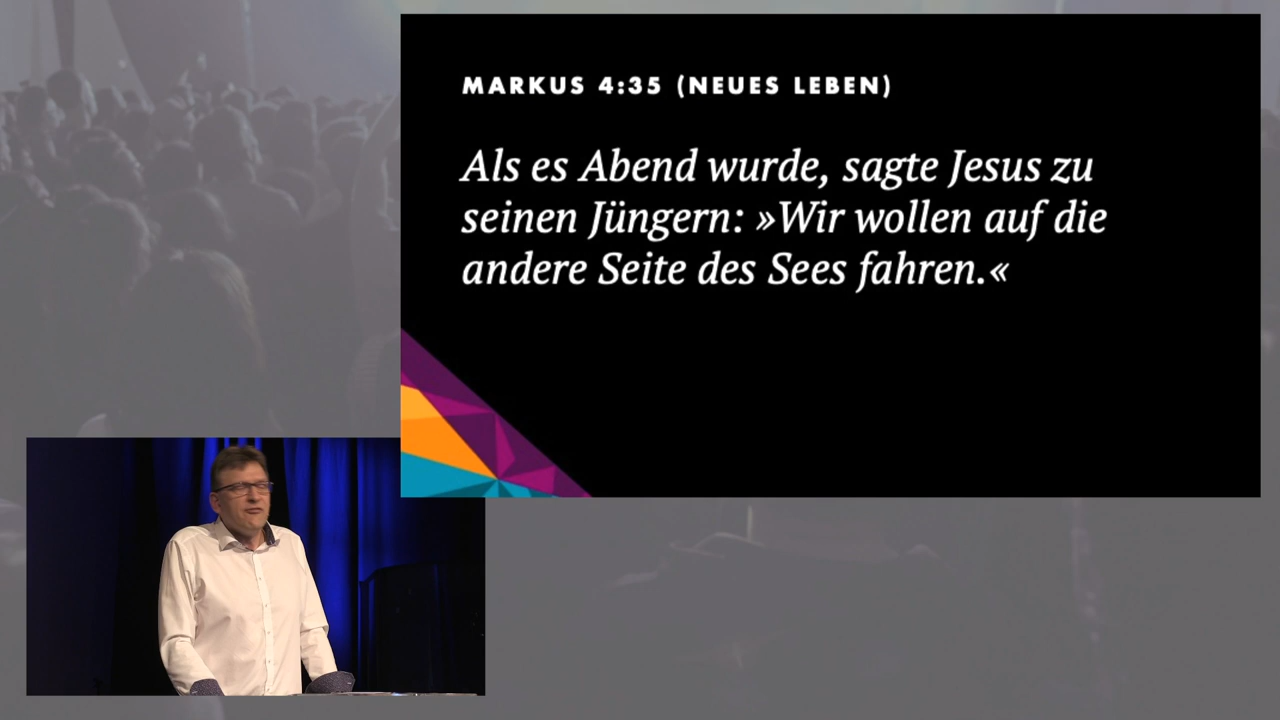 MARKUS 4:35 (NEUES LEBEN)
Als es Abend wurde, sagte Jesus zu
seinen Jüngern: »Wir wollen auf die
andere Seite des Sees fahren.«